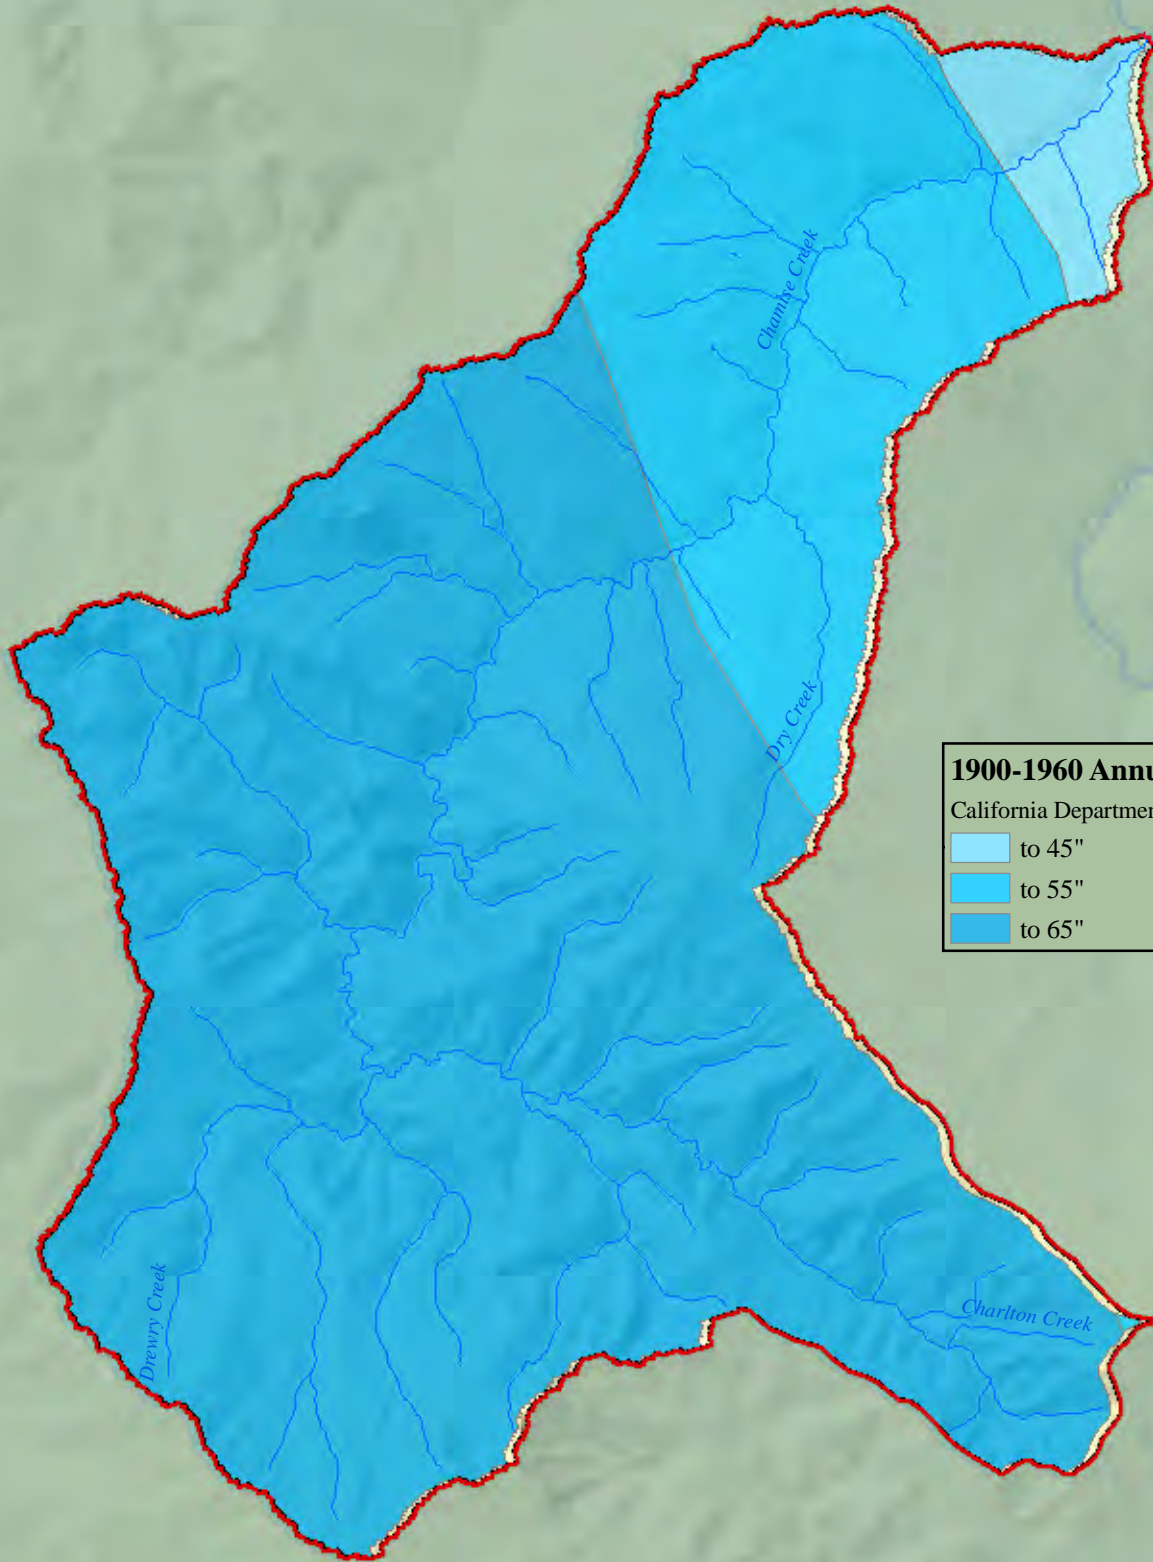 Chamise Creek
Dry Creek
1900-1960 Annu
California Departmen
to 45"
to 55"
to 65"
Drewry Creek
Charlton Creek